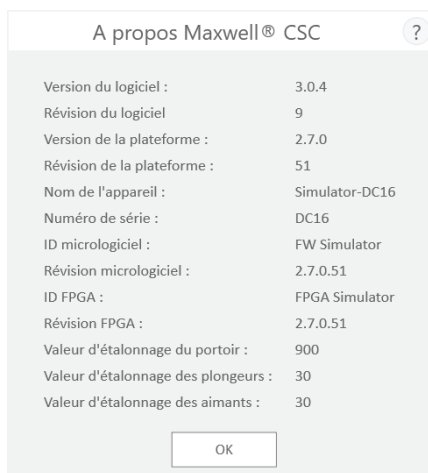 A propos Maxwell® CSC ?
Version du logiciel : 3.0.4
Révision du logiciel 9
Version de la plateforme : 2.7.0
Révision de la plateforme : 51
Nom de l'appareil : Simulator-DC16
Numéro de série : DC16
ID micrologiciel : FW Simulator
Révision micrologiciel : 2.7.0.51
ID FPGA : FPGA Simulator
Révision FPGA : 2.7.0.51
Valeur d'étalonnage du portoir : 900
Valeur d'étalonnage des plongeurs : 30
Valeur d'étalonnage des aimants : 30
OK